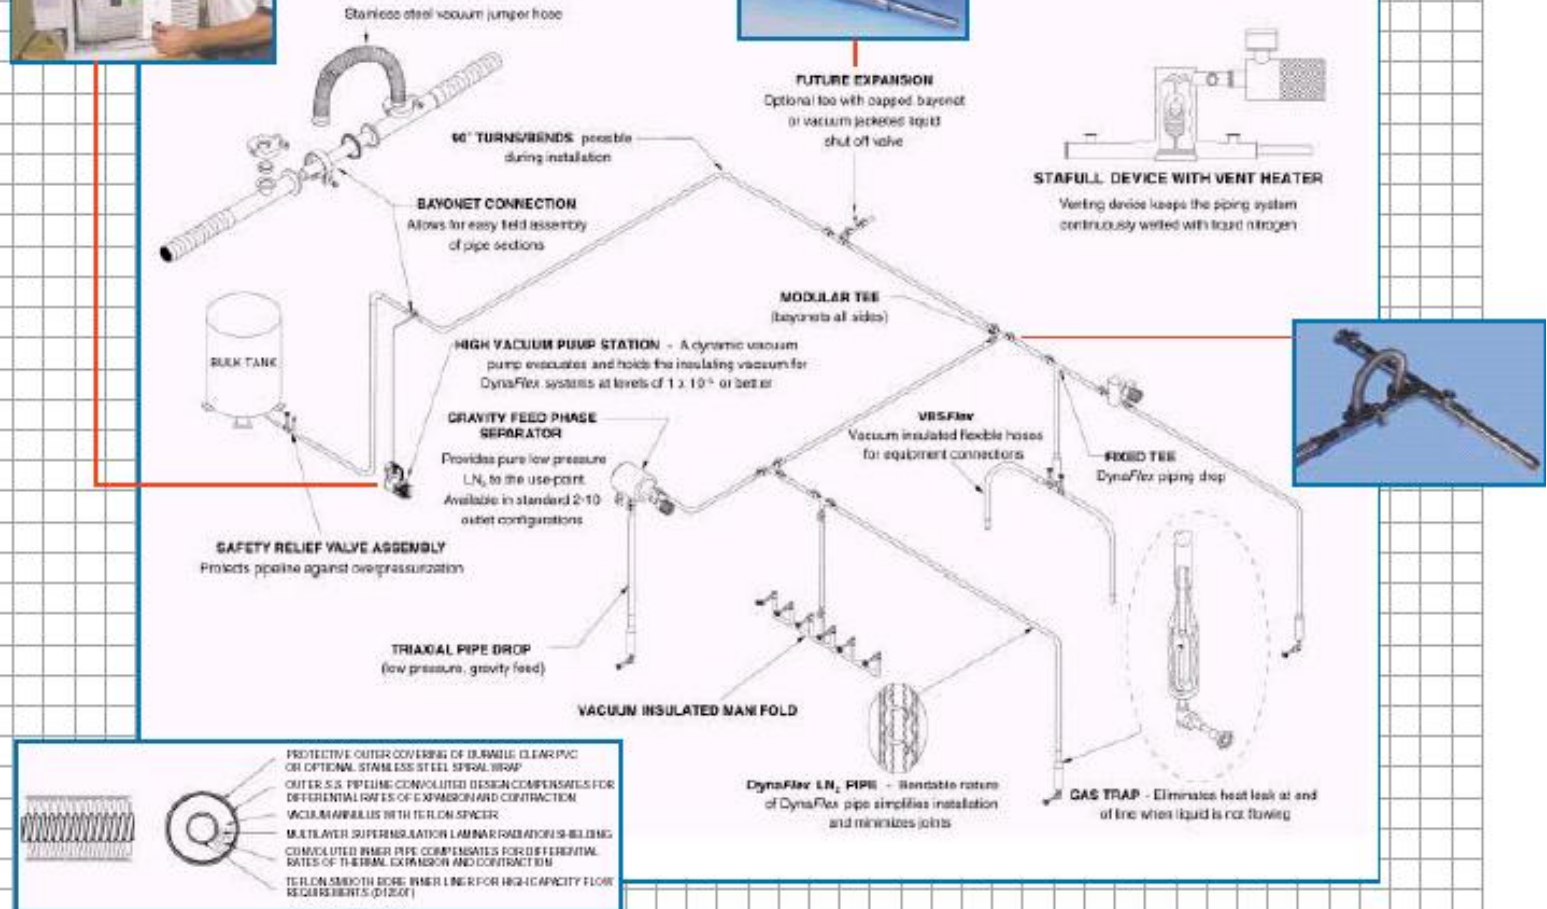 Stainless steel vacuum jumper hose
FUTURE EXPANSION
Optional tee with capped bayonet
or vacuum jacketed liquid
shut off valve
90° TURNS/BENDS possible
during installation
STAFULL DEVICE WITH VENT HEATER
Venting device keeps the piping system
continuously wetted with liquid nitrogen
BAYONET CONNECTION
Allows for easy field assembly
of pipe sections
MODULAR TEE
(bayonets all sides)
BULK TANK
HIGH VACUUM PUMP STATION - A dynamic vacuum
pump evacuates and holds the insulating vacuum for
DynaFlex systems at levels of 1 x 10 or better
GRAVITY FEED PHASE
SEPARATOR
Provides pure low pressure
LN₂ to the use-point
Available in standard 2-10
outlet configurations
VBSFlex
Vacuum insulated flexible hoses
for equipment connections
FIXED TEE
DynaFlex piping drop
SAFETY RELIEF VALVE ASSEMBLY
Protects pipeline against overpressurization
TRIAXIAL PIPE DROP
(low pressure, gravity feed)
VACUUM INSULATED MANIFOLD
DynaFlex LN₂ PIPE - Bendable nature
of DynaFlex pipe simplifies installation
and minimizes joints
GAS TRAP - Eliminates heat leak at end
of line when liquid is not flowing
PROTECTIVE OUTER COVERING OF DURABLE CLEAR PVC
OR OPTIONAL STAINLESS STEEL SPIRAL WRAP
OUTER S.S. PIPELINE CONVOLUTED DESIGN COMPENSATES FOR
DIFFERENTIAL RATES OF EXPANSION AND CONTRACTION
VACUUM ANNULUS WITH TEFLON SPACER
MULTILAYER SUPERINSULATION LAMINAR RADIATION SHIELDING
CONVOLUTED INNER PIPE COMPENSATES FOR DIFFERENTIAL
RATES OF THERMAL EXPANSION AND CONTRACTION
TEFLON SMOOTH BORE INNER LINER FOR HIGH CAPACITY FLOW
REQUIREMENTS (D1250T)